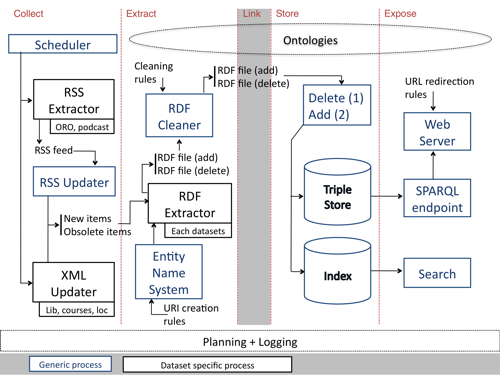 Collect
Extract
Link
Store
Expose
Scheduler
Ontologies
RSS
Extractor
ORO, podcast
RSS feed
RSS Updater
New items
Obsolete items
XML
Updater
Lib, courses, loc
Cleaning
rules
RDF
Cleaner
RDF file (add)
RDF file (delete)
RDF file (add)
RDF file (delete)
RDF
Extractor
Each datasets
Entity
Name
System
URI creation
rules
Delete (1)
Add (2)
Triple
Store
Index
URL redirection
rules
Web
Server
SPARQL
endpoint
Search
Planning + Logging
Generic process
Dataset specific process